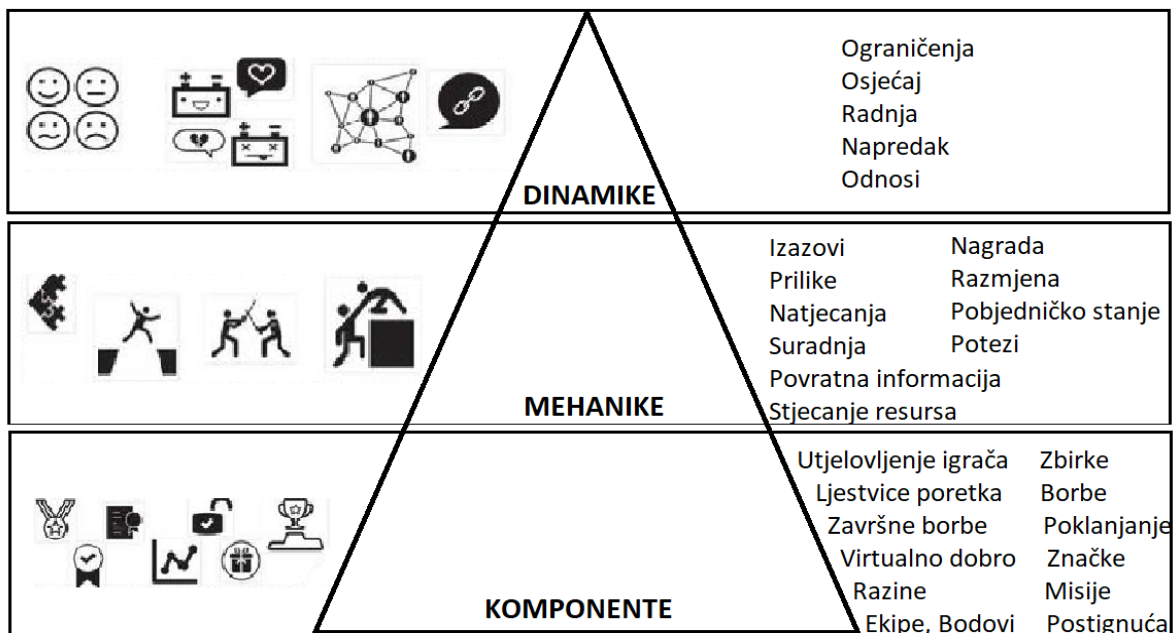 Ograničenja
Osjećaj
Radnja
Napredak
Odnosi
DINAMIKE
Izazovi
Prilike
Natjecanja
Suradnja
Povratna informacija
Stjecanje resursa
Nagrada
Razmjena
Pobjedničko stanje
Potezi
MEHANIKE
Utjelovljenje igrača
Ljestvice poretka
Završne borbe
Virtualno dobro
Razine
Ekipe, Bodovi
Zbirke
Borbe
Poklanjanje
Značke
Misije
Postignuća
KOMPONENTE